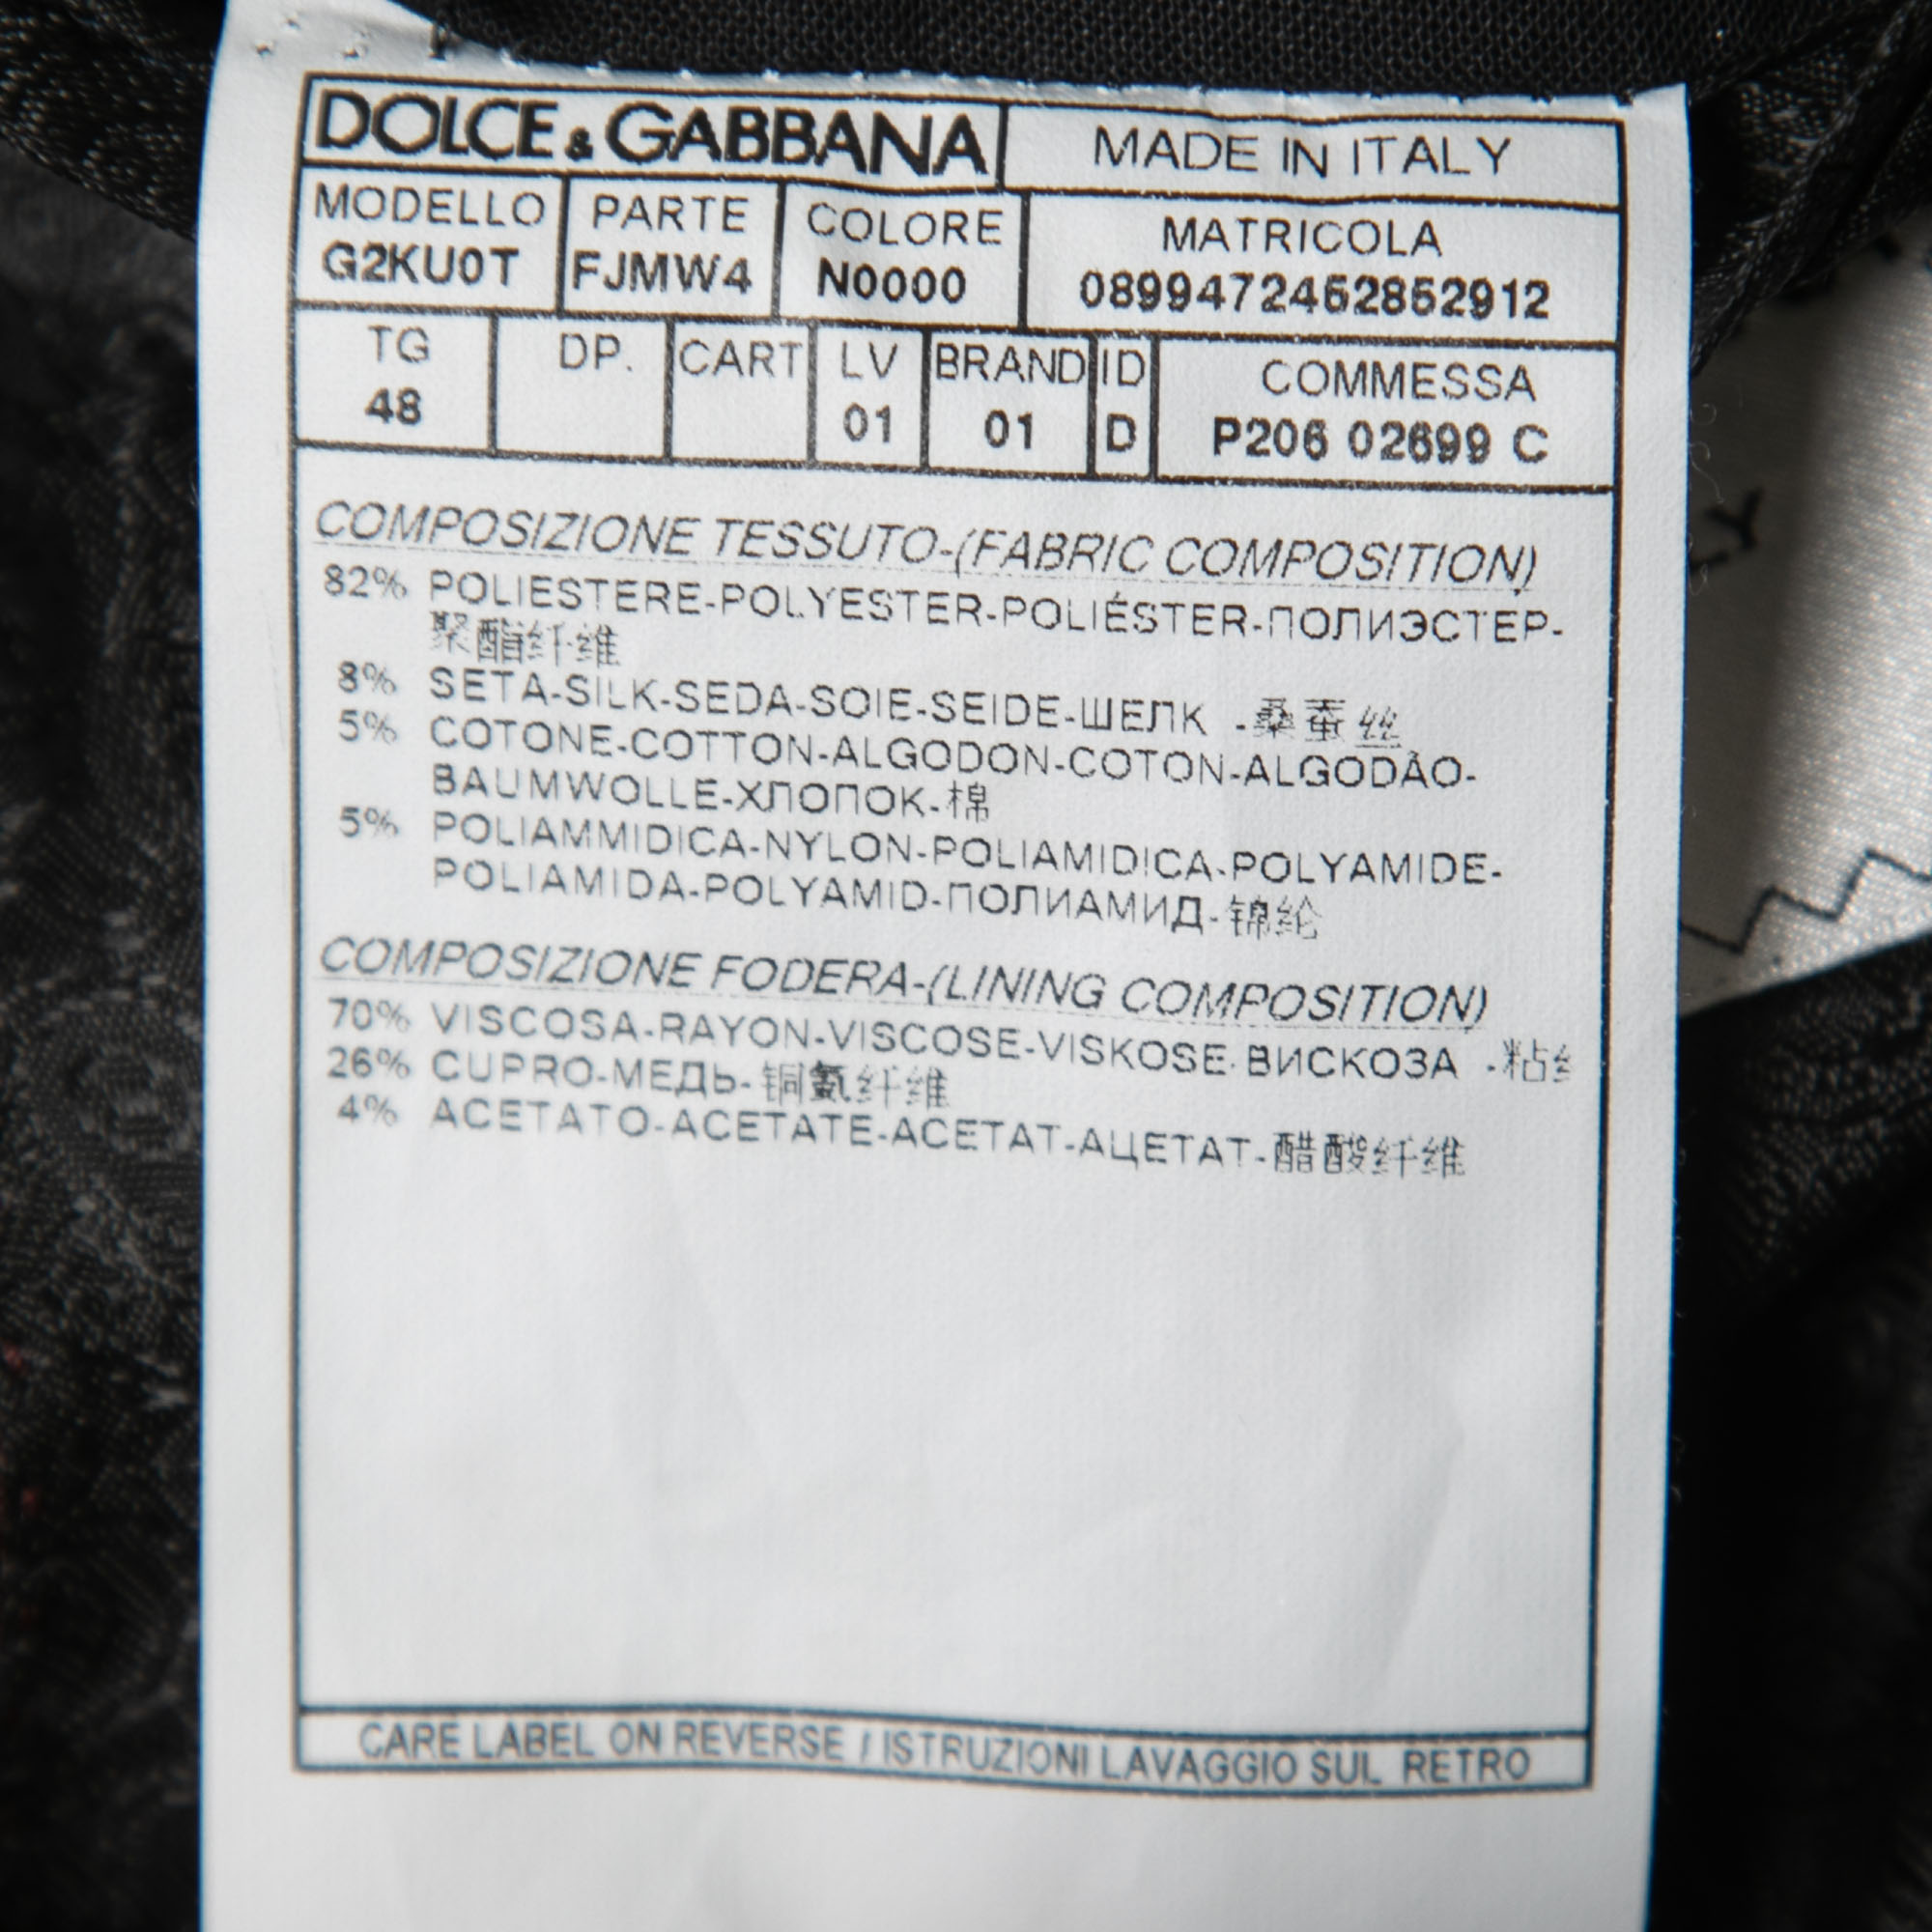 DOLCE & GABBANA MADE IN ITALY
MODELLO PARTE COLORE MATRICOLA
G2KU0T FJMW4 N0000 0899472462862912
TG DP. CART LV BRAND ID COMMESSA
48 01 01 D P206 02699 C
COMPOSIZIONE TESSUTO-(FABRIC COMPOSITION)
82% POLIESTERE-POLYESTER-POLIÉSTER-ПОЛИЭСТЕР-
聚酯纤维
8% SETA-SILK-SEDA-SOIE-SEIDE-ШЕЛК -桑蚕丝
5% COTONE-COTTON-ALGODON-COTON-ALGODÃO-
BAUMWOLLE-ХЛОПОК-棉
5% POLIAMMIDICA-NYLON-POLIAMIDICA-POLYAMIDE-
POLIAMIDA-POLYAMID-ПОЛИАМИД-锦纶
COMPOSIZIONE FODERA-(LINING COMPOSITION)
70% VISCOSA-RAYON-VISCOSE-VISKOSE-ВИСКОЗА -粘
26% CUPRO-МЕДЬ-铜氨纤维
4% ACETATO-ACETATE-ACETAT-АЦЕТАТ-醋酸纤维
CARE LABEL ON REVERSE / ISTRUZIONI LAVAGGIO SUL RETRO